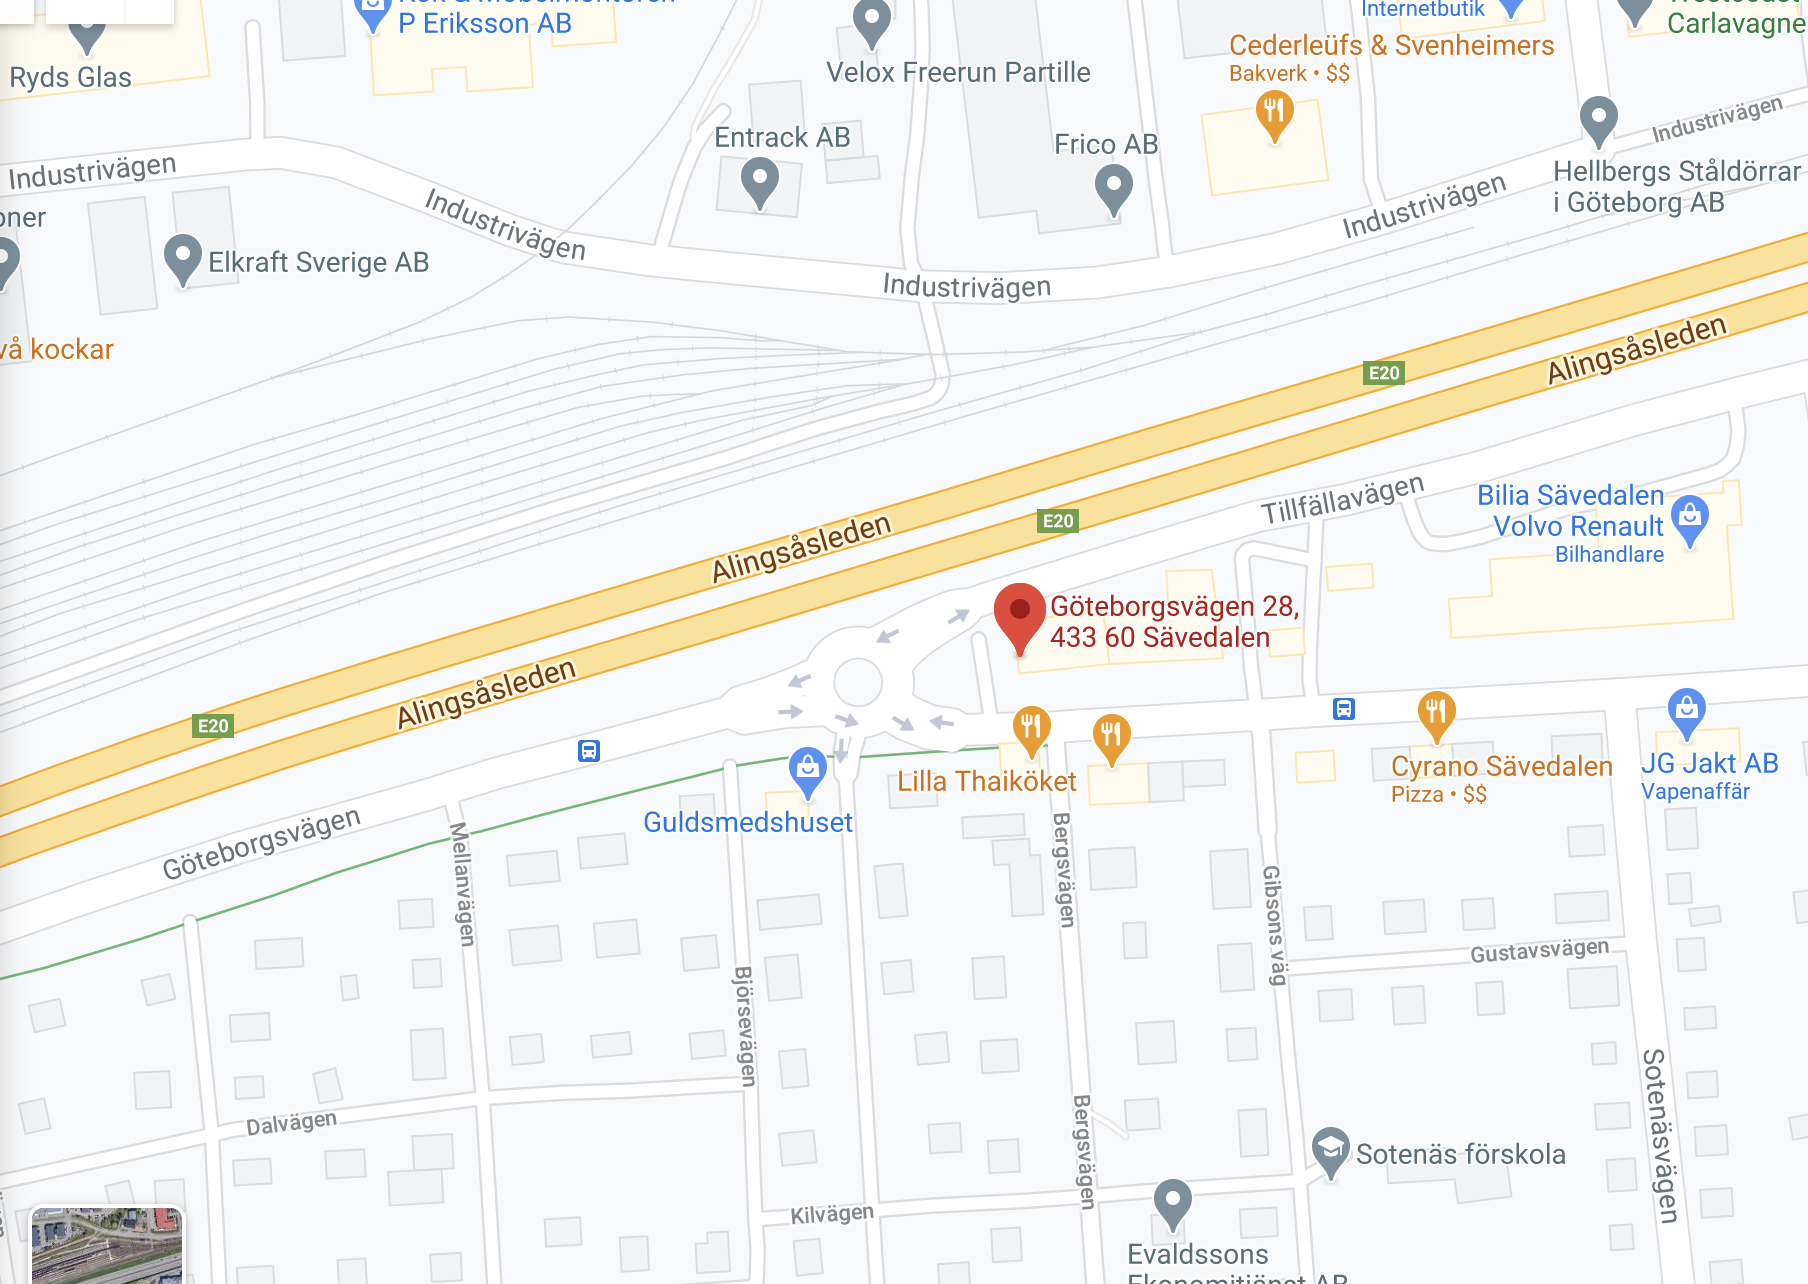 P Eriksson AB
Ryds Glas
Velox Freerun Partille
Internetbutik
Carlavagne
Cederleüfs & Svenheimers
Bakverk • $$
Industrivägen
Entrack AB
Frico AB
Industrivägen
Hellbergs Ståldörrar
i Göteborg AB
Industrivägen
Industrivägen
oner
Elkraft Sverige AB
Industrivägen
vå kockar
Alingsåsleden
E20
Alingsåsleden
E20
Tillfällavägen
Bilia Sävedalen
Volvo Renault
Bilhandlare
Göteborgsvägen 28,
433 60 Sävedalen
Alingsåsleden
E20
Lilla Thaiköket
Cyrano Sävedalen
Pizza • $$
JG Jakt AB
Vapenaffär
Guldsmedshuset
Göteborgsvägen
Mellanvägen
Bergsvägen
Gibsons väg
Gustavsvägen
Björsevägen
Dalvägen
Bergsvägen
Sotenäsvägen
Sotenäs förskola
Kilvägen
Evaldssons
Ekonomitjänst AB